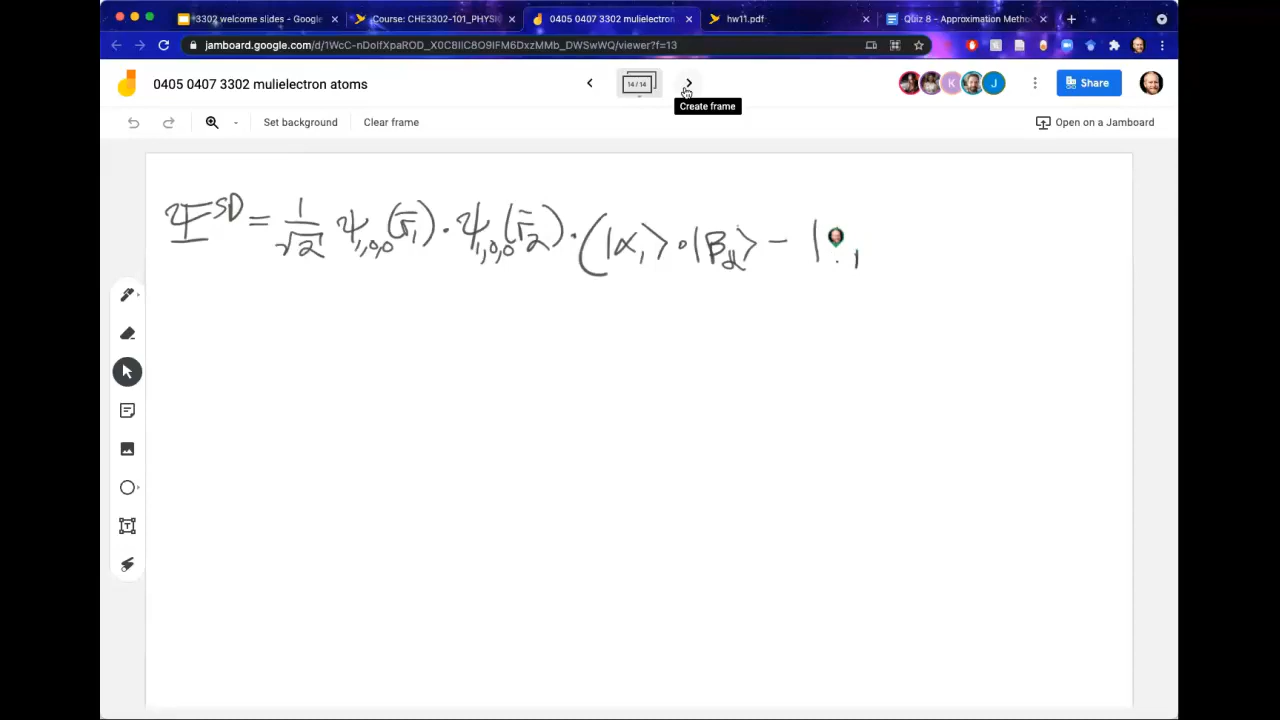 3302 welcome slides - Google
Course: CHE3302-101_PHYSI
0405 0407 3302 mulielectron
hw11.pdf
Quiz 8 - Approximation Metho
jamboard.google.com/d/1WcC-nDoIfXpaROD_X0C8IlC8Q9IFM6DxzMMb_DWSwWQ/viewer?f=13
0405 0407 3302 mulielectron atoms
14 / 14
K
J
Share
Create frame
Set background
Clear frame
Open on a Jamboard
Ψ^SD = 1/√2 ψ_1,0,0(r̄_1) · ψ_1,0,0(r̄_2) · (|α_1> ∘ |β_2> - |